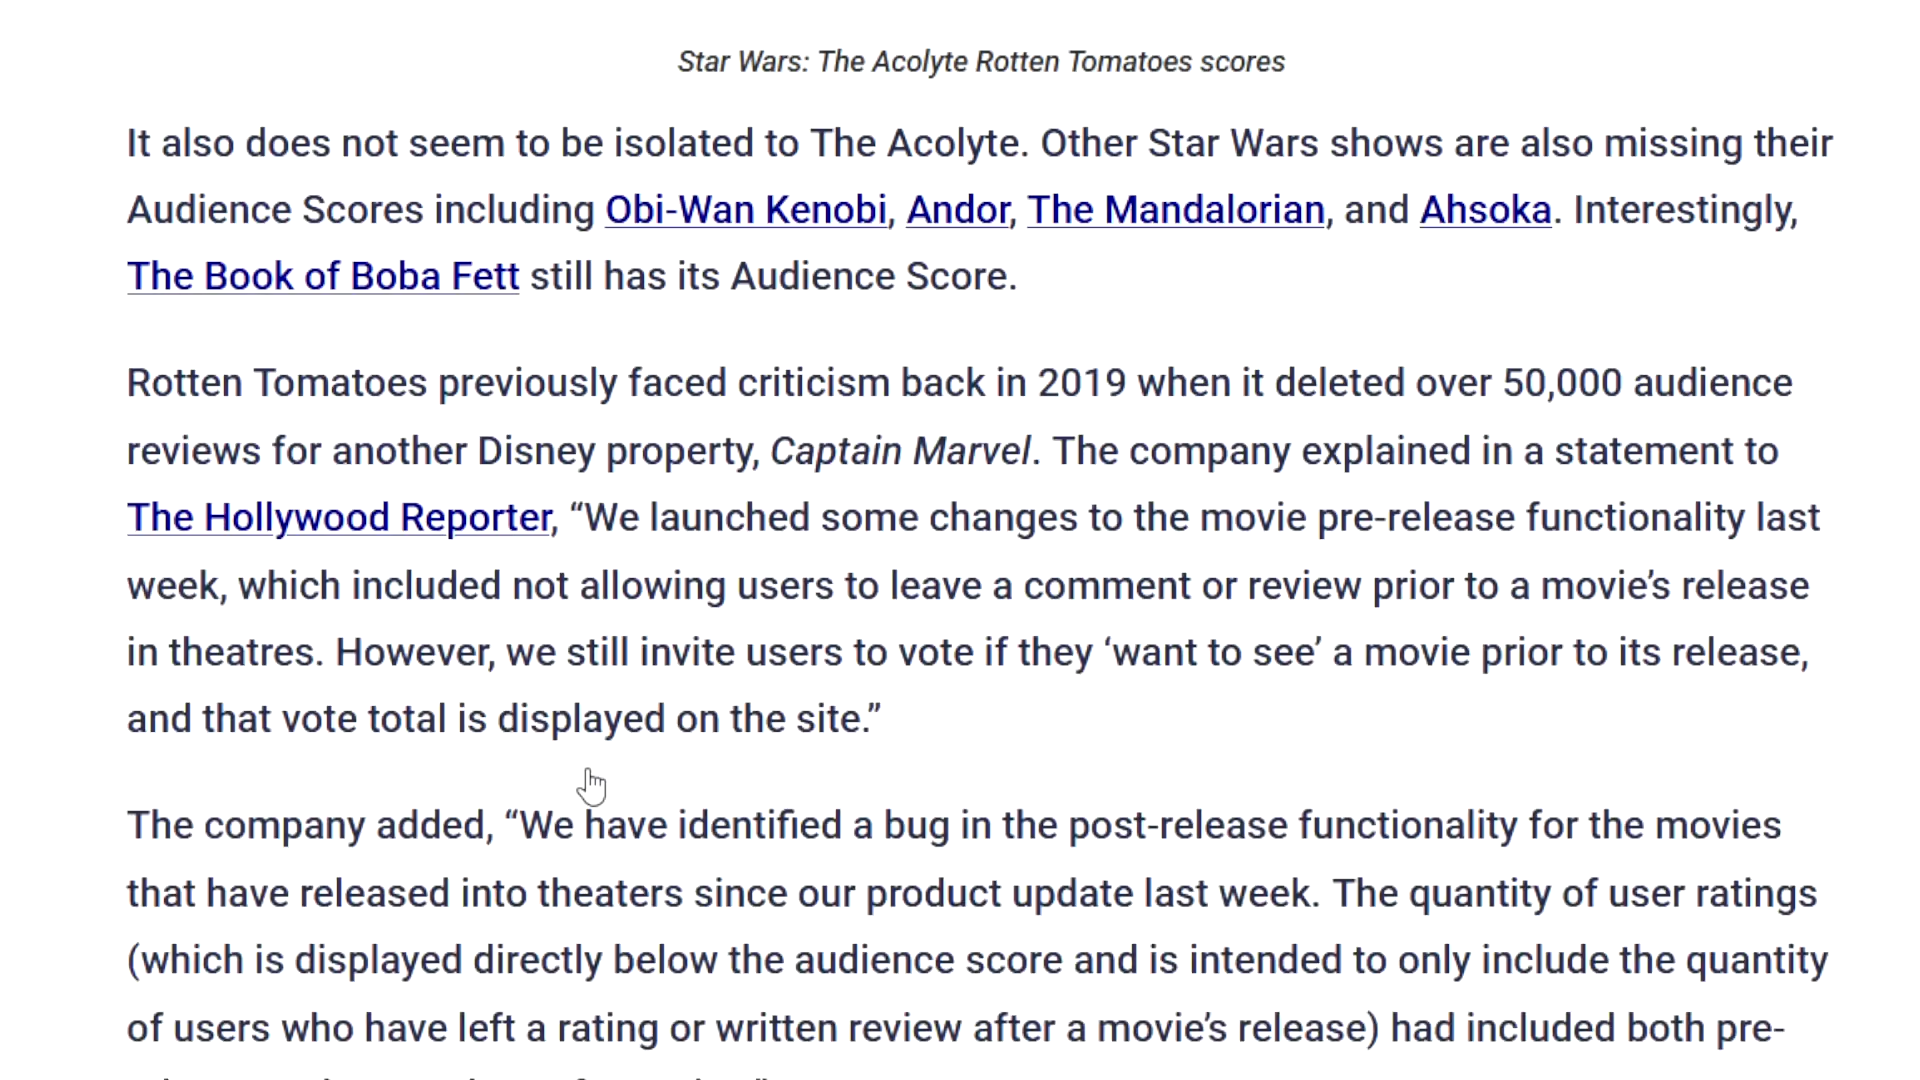 Star Wars: The Acolyte Rotten Tomatoes scores
It also does not seem to be isolated to The Acolyte. Other Star Wars shows are also missing their
Audience Scores including Obi-Wan Kenobi, Andor, The Mandalorian, and Ahsoka. Interestingly,
The Book of Boba Fett still has its Audience Score.
Rotten Tomatoes previously faced criticism back in 2019 when it deleted over 50,000 audience
reviews for another Disney property, Captain Marvel. The company explained in a statement to
The Hollywood Reporter, “We launched some changes to the movie pre-release functionality last
week, which included not allowing users to leave a comment or review prior to a movie’s release
in theatres. However, we still invite users to vote if they ‘want to see’ a movie prior to its release,
and that vote total is displayed on the site.”
The company added, “We have identified a bug in the post-release functionality for the movies
that have released into theaters since our product update last week. The quantity of user ratings
(which is displayed directly below the audience score and is intended to only include the quantity
of users who have left a rating or written review after a movie’s release) had included both pre-